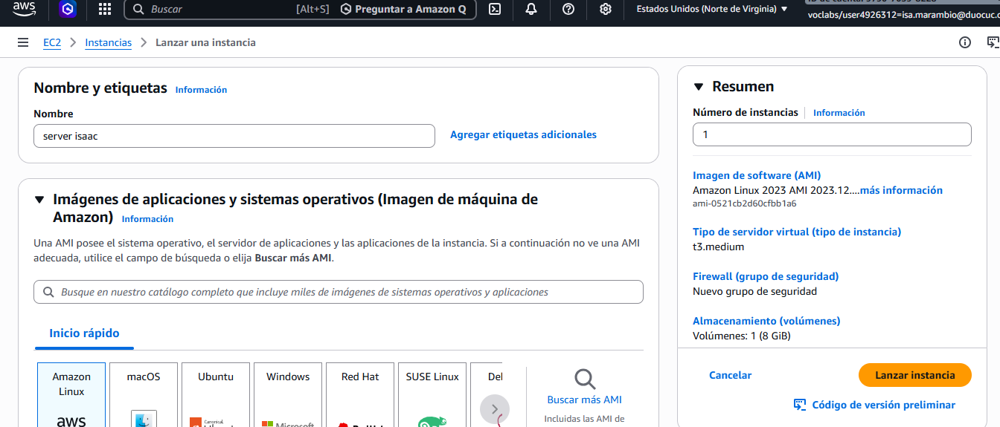 aws
Buscar
[Alt+S]
Preguntar a Amazon Q
Estados Unidos (Norte de Virginia)
voclabs/user4926312=isa.marambio@duocuc.c
EC2
Instancias
Lanzar una instancia
Nombre y etiquetas
Información
Nombre
server isaac
Agregar etiquetas adicionales
Imágenes de aplicaciones y sistemas operativos (Imagen de máquina de
Amazon)
Información
Una AMI posee el sistema operativo, el servidor de aplicaciones y las aplicaciones de la instancia. Si a continuación no ve una AMI
adecuada, utilice el campo de búsqueda o elija Buscar más AMI.
Busque en nuestro catálogo completo que incluye miles de imágenes de sistemas operativos y aplicaciones
Inicio rápido
Amazon
Linux
aws
macOS
Ubuntu
Canonical
Windows
Microsoft
Red Hat
SUSE Linux
Del
Buscar más AMI
Incluidas las AMI de
Resumen
Número de instancias
Información
1
Imagen de software (AMI)
Amazon Linux 2023 AMI 2023.12....más información
ami-0521cb2d60cfbb1a6
Tipo de servidor virtual (tipo de instancia)
t3.medium
Firewall (grupo de seguridad)
Nuevo grupo de seguridad
Almacenamiento (volúmenes)
Volúmenes: 1 (8 GiB)
Cancelar
Lanzar instancia
Código de versión preliminar